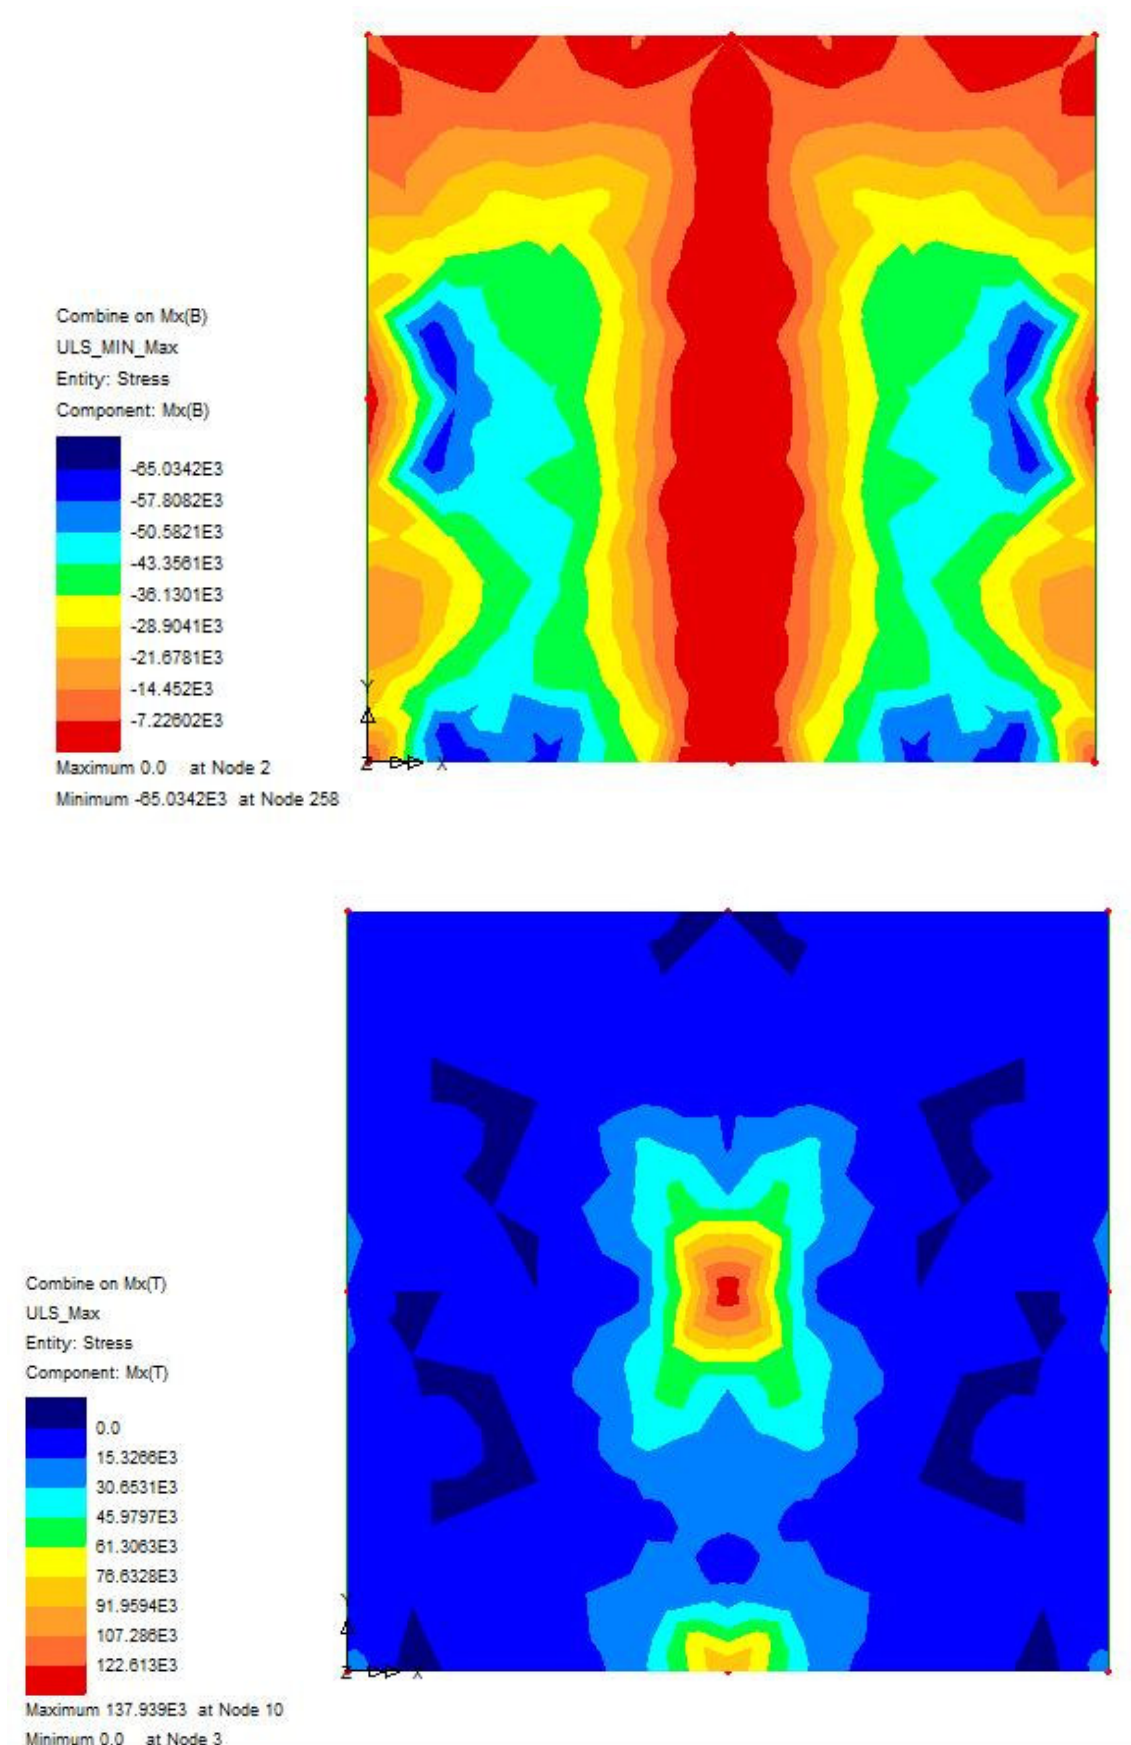 Combine on Mx(B)
ULS_MIN_Max
Entity: Stress
Component: Mx(B)
-65.0342E3
-57.8082E3
-50.5821E3
-43.3561E3
-36.1301E3
-28.9041E3
-21.6781E3
-14.452E3
-7.22602E3
Maximum 0.0 at Node 2
Minimum -65.0342E3 at Node 258
Y
Z X
Combine on Mx(T)
ULS_Max
Entity: Stress
Component: Mx(T)
0.0
15.3266E3
30.6531E3
45.9797E3
61.3063E3
76.6328E3
91.9594E3
107.286E3
122.613E3
Maximum 137.939E3 at Node 10
Minimum 0.0 at Node 3
Y
Z X